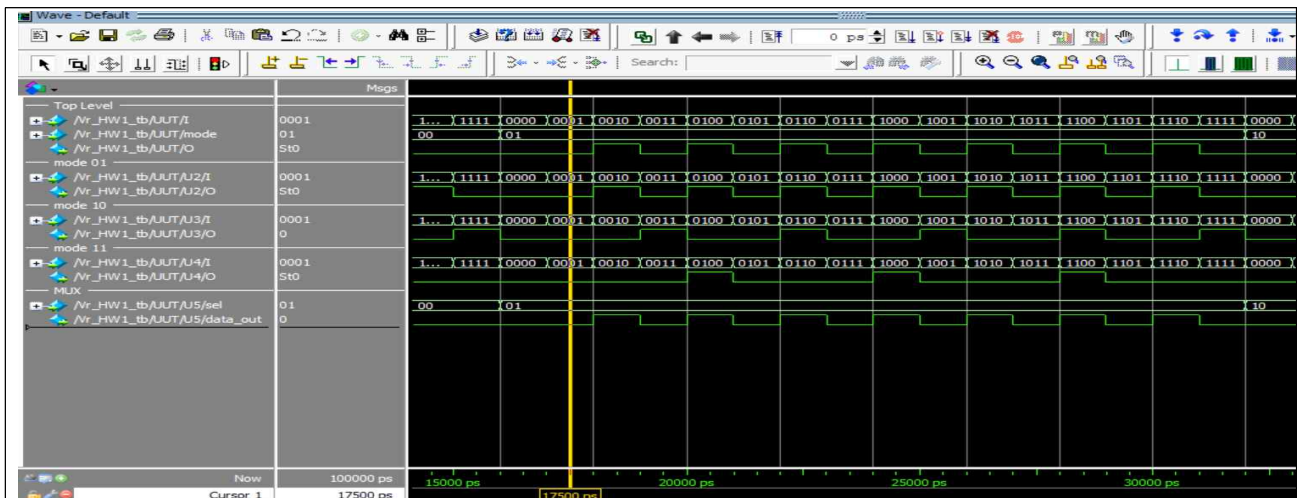 Wave - Default
0 ps
Search:
Msgs
Top Level
/Vr_HW1_tb/UUT/I 0001 1... 1111 0000 0001 0010 0011 0100 0101 0110 0111 1000 1001 1010 1011 1100 1101 1110 1111 0000
/Vr_HW1_tb/UUT/mode 01 00 01 10
/Vr_HW1_tb/UUT/O St0
mode 01
/Vr_HW1_tb/UUT/U2/I 0001 1... 1111 0000 0001 0010 0011 0100 0101 0110 0111 1000 1001 1010 1011 1100 1101 1110 1111 0000
/Vr_HW1_tb/UUT/U2/O St0
mode 10
/Vr_HW1_tb/UUT/U3/I 0001 1... 1111 0000 0001 0010 0011 0100 0101 0110 0111 1000 1001 1010 1011 1100 1101 1110 1111 0000
/Vr_HW1_tb/UUT/U3/O 0
mode 11
/Vr_HW1_tb/UUT/U4/I 0001 1... 1111 0000 0001 0010 0011 0100 0101 0110 0111 1000 1001 1010 1011 1100 1101 1110 1111 0000
/Vr_HW1_tb/UUT/U4/O St0
MUX
/Vr_HW1_tb/UUT/U5/sel 01 00 01 10
/Vr_HW1_tb/UUT/U5/data_out 0
Now 100000 ps 15000 ps 20000 ps 25000 ps 30000 ps
Cursor 1 17500 ps 17500 ps